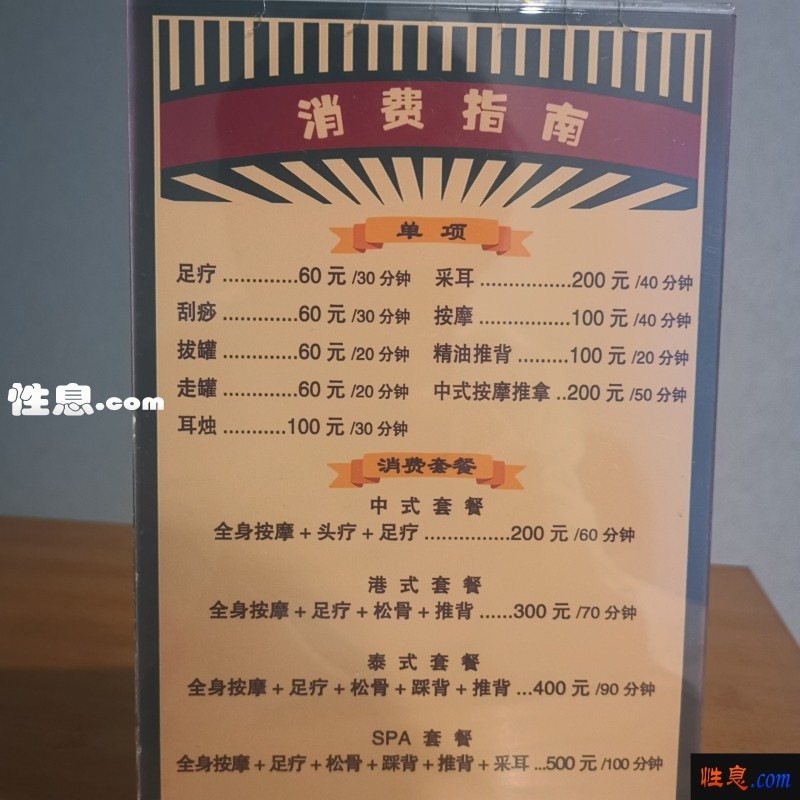 消费指南
单 项
足疗 .............60 元 /30 分钟
采耳 ................200 元 /40 分钟
刮痧 .............60 元 /30 分钟
按摩 ................100 元 /40 分钟
拔罐 .............60 元 /20 分钟
精油推背 .........100 元 /20 分钟
走罐 .............60 元 /20 分钟
中式按摩推拿 ..200 元 /50 分钟
耳烛 ...........100 元 /30 分钟
性息.com
消费套餐
中 式 套 餐
全身按摩 + 头疗 + 足疗 ...............200 元 /60 分钟
港 式 套 餐
全身按摩 + 足疗 + 松骨 + 推背 ......300 元 /70 分钟
泰 式 套 餐
全身按摩 + 足疗 + 松骨 + 踩背 + 推背 ...400 元 /90 分钟
SPA 套 餐
全身按摩 + 足疗 + 松骨 + 踩背 + 推背 + 采耳 ...500 元 /100 分钟
性息.com